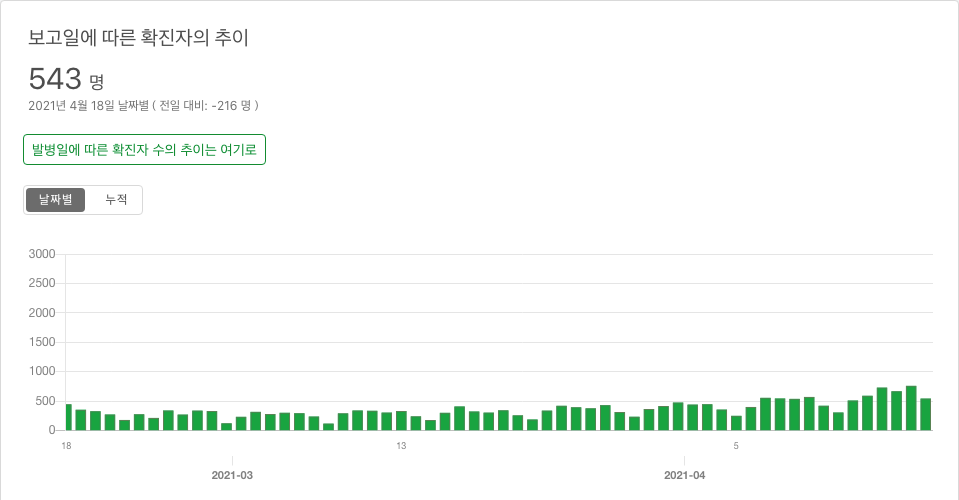 보고일에 따른 확진자의 추이
543 명
2021년 4월 18일 날짜별 ( 전일 대비: -216 명 )
발병일에 따른 확진자 수의 추이는 여기로
날짜별 누적
3000
2500
2000
1500
1000
500
0
18 13 5
2021-03 2021-04